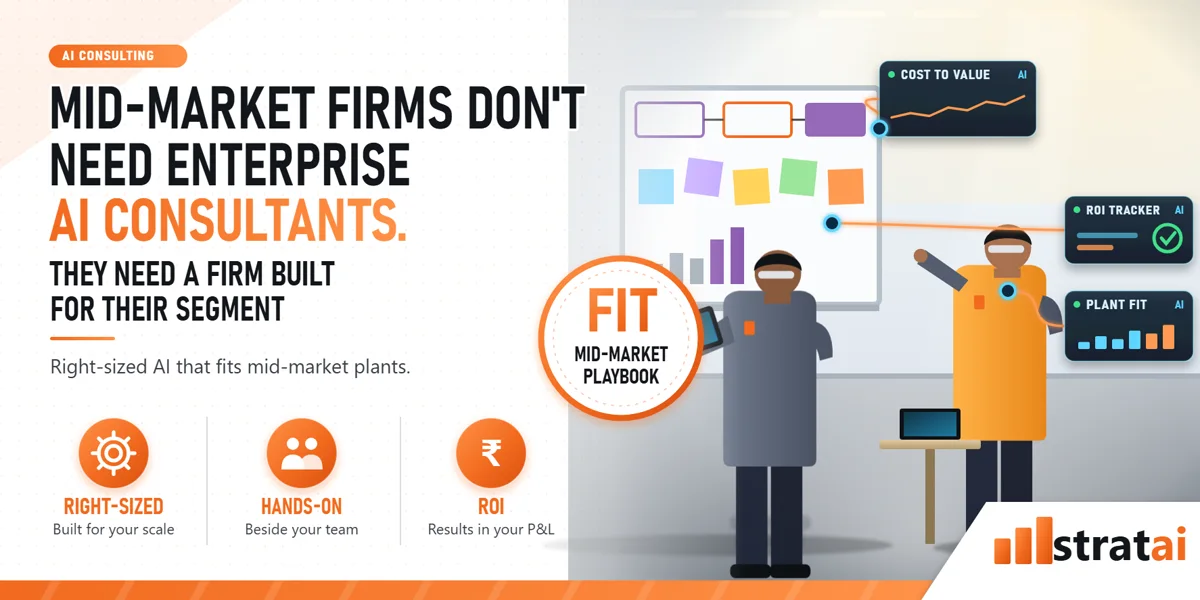 AI CONSULTING
MID-MARKET FIRMS DON'T
NEED ENTERPRISE
AI CONSULTANTS.
THEY NEED A FIRM BUILT
FOR THEIR SEGMENT
Right-sized AI that fits mid-market plants.
RIGHT-SIZED
Built for your scale
HANDS-ON
Beside your team
₹
ROI
Results in your P&L
FIT
MID-MARKET
PLAYBOOK
COST TO VALUE AI
ROI TRACKER AI
PLANT FIT AI
stratai